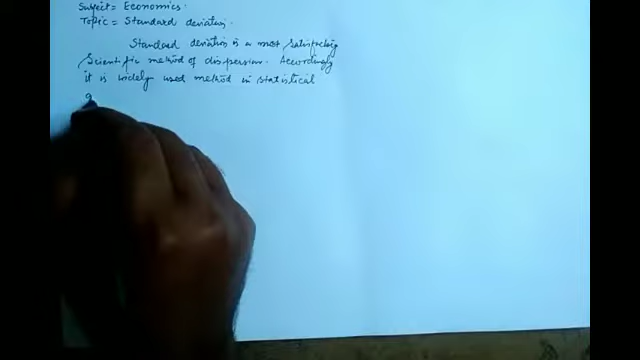 Subject = Economics.
Topic = Standard deviation.
Standard deviation is a most satisfactory
Scientific method of dispersion. Accordingly
it is widely used method in statistical